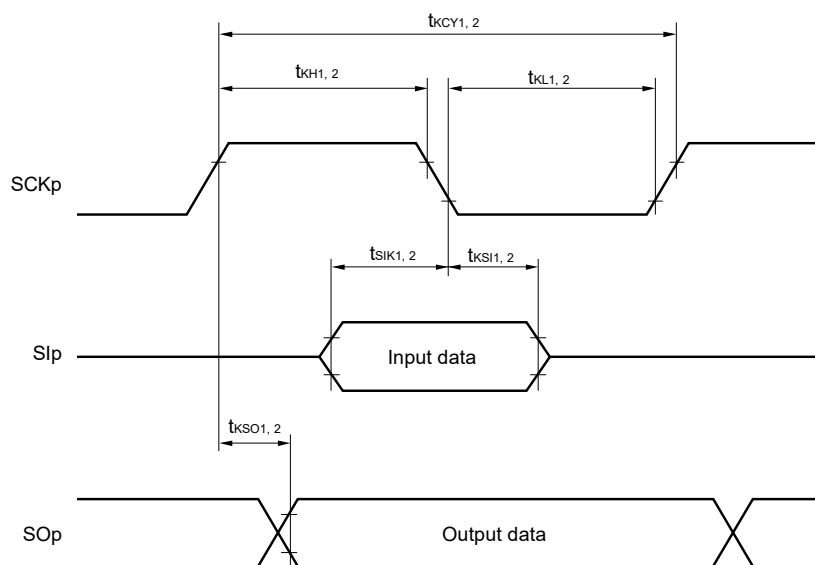 tKCY1, 2
tKH1, 2
tKL1, 2
SCKp
tSIK1, 2
tKSI1, 2
SIp
Input data
tKSO1, 2
SOp
Output data